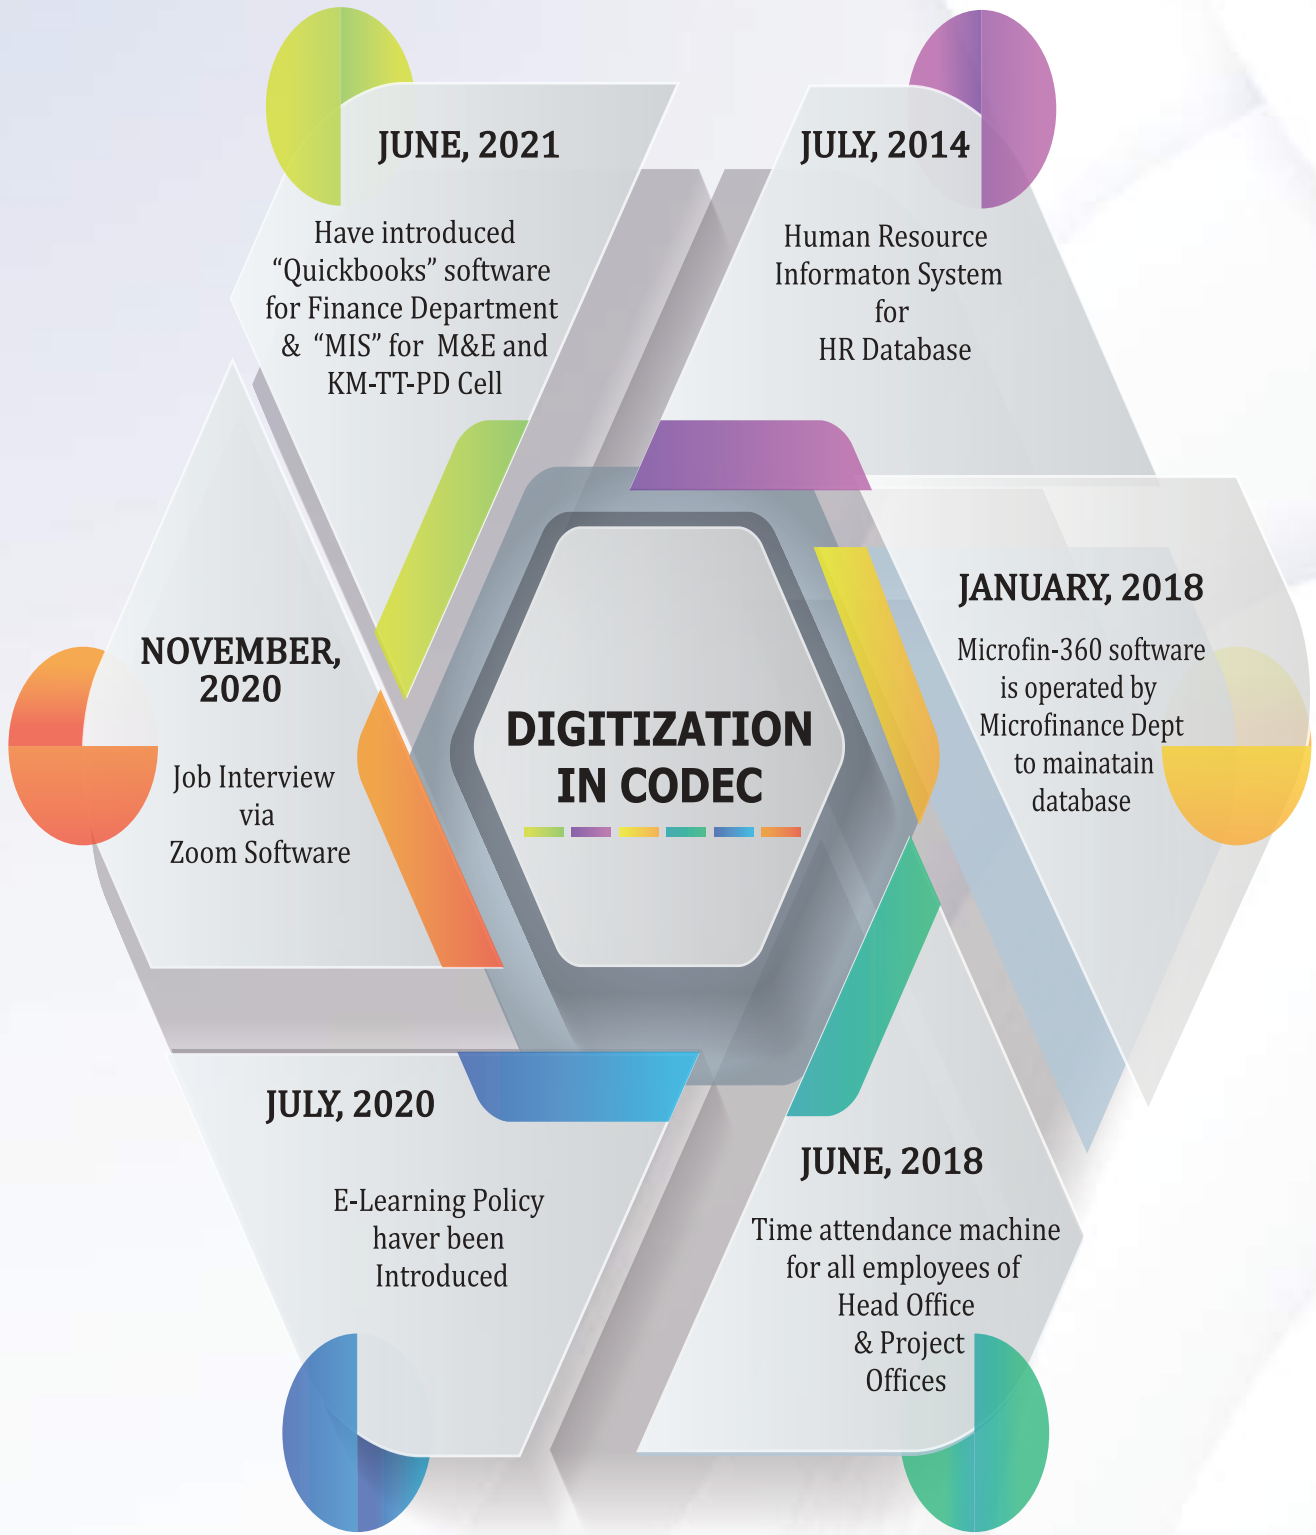 JUNE, 2021
Have introduced
“Quickbooks” software
for Finance Department
& “MIS” for M&E and
KM-TT-PD Cell
JULY, 2014
Human Resource
Informaton System
for
HR Database
JANUARY, 2018
Microfin-360 software
is operated by
Microfinance Dept
to mainatain
database
NOVEMBER,
2020
Job Interview
via
Zoom Software
DIGITIZATION
IN CODEC
JULY, 2020
E-Learning Policy
haver been
Introduced
JUNE, 2018
Time attendance machine
for all employees of
Head Office
& Project
Offices